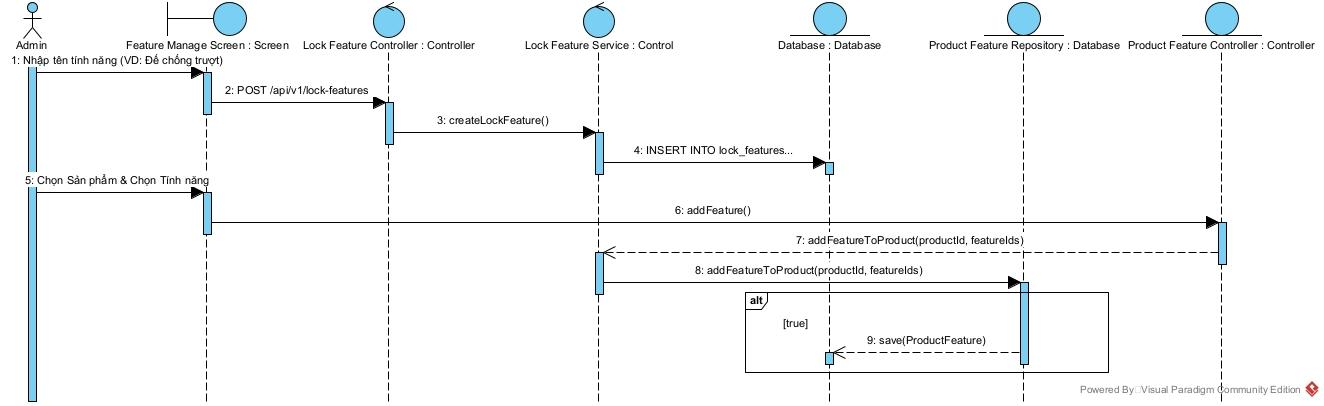 Admin
Feature Manage Screen : Screen
Lock Feature Controller : Controller
Lock Feature Service : Control
Database : Database
Product Feature Repository : Database
Product Feature Controller : Controller
1: Nhập tên tính năng (VD: Đế chống trượt)
2: POST /api/v1/lock-features
3: createLockFeature()
4: INSERT INTO lock_features...
5: Chọn Sản phẩm & Chọn Tính năng
6: addFeature()
7: addFeatureToProduct(productId, featureIds)
8: addFeatureToProduct(productId, featureIds)
alt
[true]
9: save(ProductFeature)
Powered By Visual Paradigm Community Edition